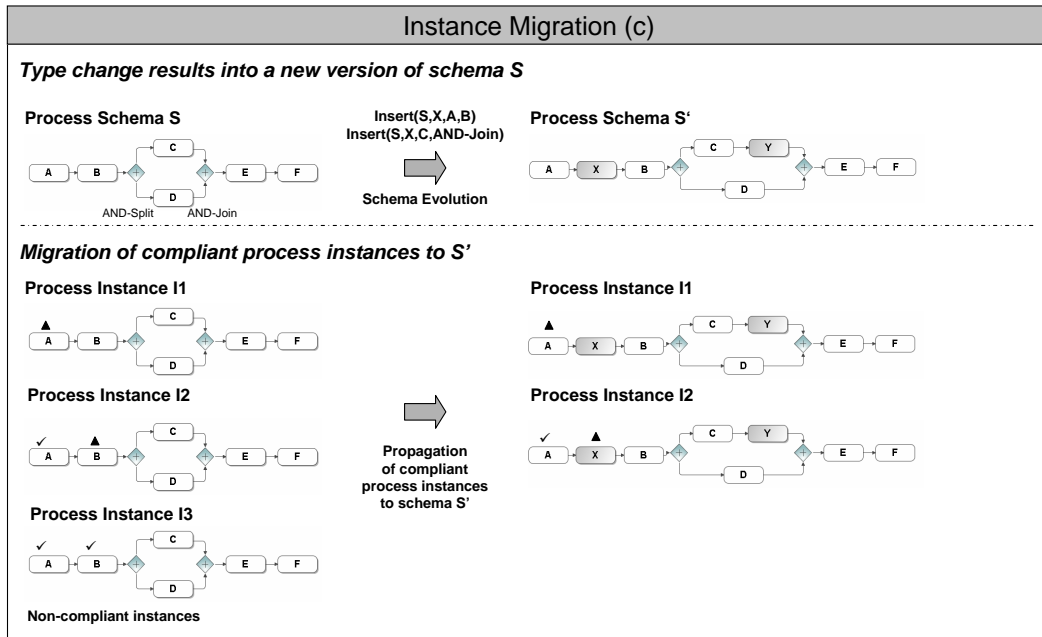 Instance Migration (c)
Type change results into a new version of schema S
Process Schema S
Insert(S,X,A,B)
Insert(S,X,C,AND-Join)
Process Schema S‘
C
A B E F
D
AND-Split AND-Join
Schema Evolution
C Y
A X B E F
D
Migration of compliant process instances to S’
Process Instance I1
C
A B E F
D
Process Instance I1
C Y
A X B E F
D
Process Instance I2
✓
C
A B E F
D
Propagation
of compliant
process instances
to schema S’
Process Instance I2
✓
C Y
A X B E F
D
Process Instance I3
✓ ✓
C
A B E F
D
Non-compliant instances